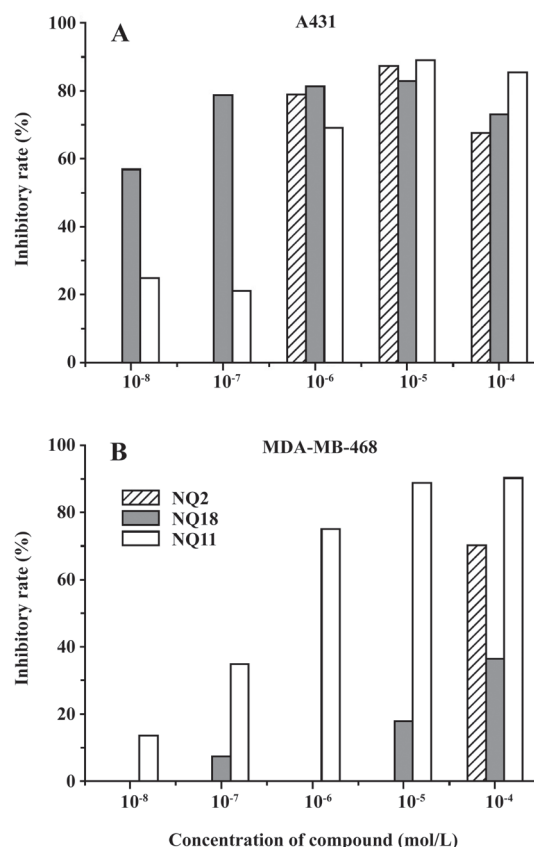 A
A431
Inhibitory rate (%)
100
80
60
40
20
0
10⁻⁸ 10⁻⁷ 10⁻⁶ 10⁻⁵ 10⁻⁴
B
MDA-MB-468
NQ2
NQ18
NQ11
Inhibitory rate (%)
100
80
60
40
20
0
10⁻⁸ 10⁻⁷ 10⁻⁶ 10⁻⁵ 10⁻⁴
Concentration of compound (mol/L)